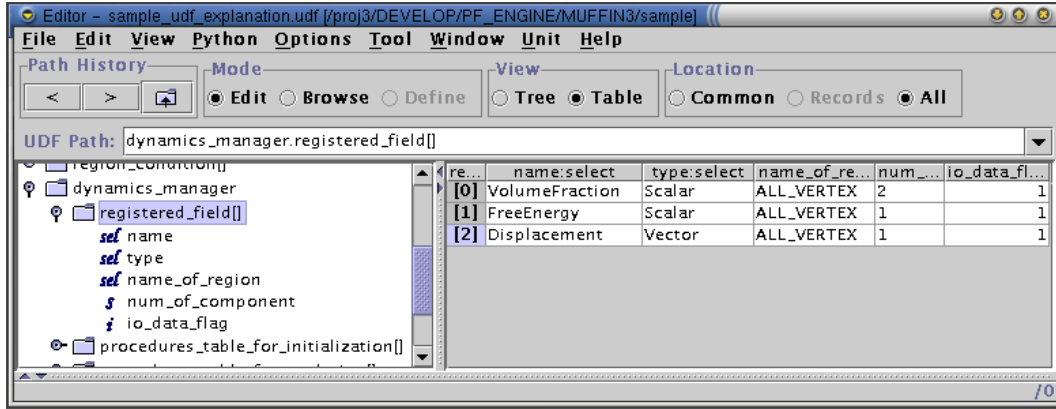 Editor – sample_udf_explanation.udf [/proj3/DEVELOP/PF_ENGINE/MUFFIN3/sample]
File Edit View Python Options Tool Window Unit Help
Path History Mode View Location
< > Edit Browse Define Tree Table Common Records All
UDF Path: dynamics_manager.registered_field[]
region_condition[]
dynamics_manager
registered_field[]
sel name
sel type
sel name_of_region
s num_of_component
i io_data_flag
procedures_table_for_initialization[]
re... name:select type:select name_of_re... num_... io_data_fl...
[0] VolumeFraction Scalar ALL_VERTEX 2 1
[1] FreeEnergy Scalar ALL_VERTEX 1 1
[2] Displacement Vector ALL_VERTEX 1 1
/0